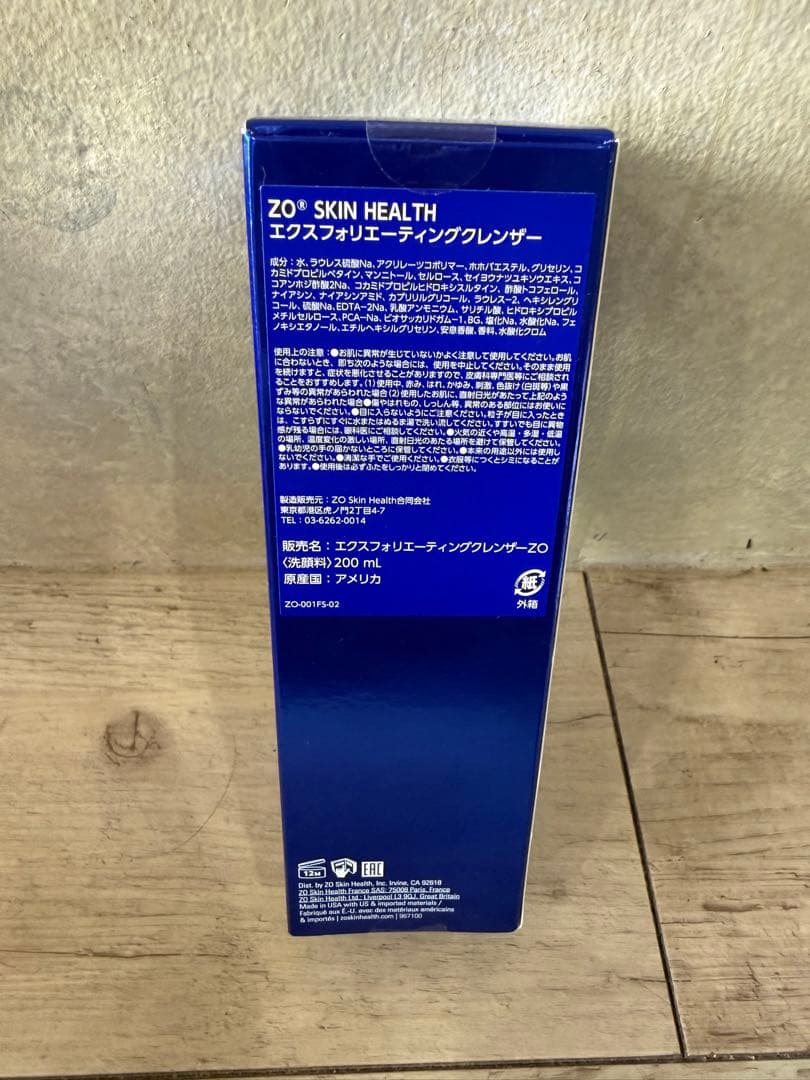 ZO® SKIN HEALTH
エクスフォリエーティングクレンザー
成分：水、ラウレス硫酸Na、アクリレーツコポリマー、ホホバエステル、グリセリン、コ
カミドプロピルベタイン、マンニトール、セルロース、セイヨウナツユキソウエキス、コ
コアンホジ酢酸2Na、コカミドプロピルヒドロキシスルタイン、酢酸トコフェロール、
ナイアシン、ナイアシンアミド、カプリリルグリコール、ラウレス-2、ヘキシレングリ
コール、硫酸Na、EDTA-2Na、乳酸アンモニウム、サリチル酸、ヒドロキシプロピル
メチルセルロース、PCA-Na、ビオサッカリドガム-1、BG、塩化Na、水酸化Na、フェ
ノキシエタノール、エチルヘキシルグリセリン、安息香酸、香料、水酸化クロム
使用上の注意：●お肌に異常が生じていないかよく注意して使用してください。お肌
に合わないとき、即ち次のような場合には、使用を中止してください。そのまま使用
を続けますと、症状を悪化させることがありますので、皮膚科専門医等にご相談され
ることをおすすめします。(1)使用中、赤み、はれ、かゆみ、刺激、色抜け(白斑等)や黒
ずみ等の異常があらわれた場合(2)使用したお肌に、直射日光があたって上記のよう
な異常があらわれた場合●傷やはれもの、しっしん等、異常のある部位にはお使いに
ならないでください。●目に入らないようにご注意ください。粒子が目に入ったとき
は、こすらずにすぐに水またはぬるま湯で洗い流してください。すすいでも目に異物
感が残る場合には、眼科医にご相談してください。●火気の近くや高温・多湿・低温
の場所、温度変化の激しい場所、直射日光のあたる場所を避けて保管してください。
●乳幼児の手の届かないところに保管してください。●本来の用途以外には使用し
ないでください。●清潔な手でご使用ください。●衣服等につくとシミになることが
あります。●使用後は必ずふたをしっかりと閉めてください。
製造販売元：ZO Skin Health合同会社
東京都港区虎ノ門2丁目4-7
TEL：03-6262-0014
販売名：エクスフォリエーティングクレンザーZO
〈洗顔料〉200 mL
原産国：アメリカ
紙
外箱
ZO-001FS-02
12M
EAC
Dist. by ZO Skin Health, Inc. Irvine, CA 92618
ZO Skin Health France SAS: 75008 Paris, France
ZO Skin Health Ltd.: Liverpool L3 9QJ, Great Britain
Made in USA with US & imported materials /
Fabriqué aux É.-U. avec des matériaux américains
& importés | zoskinhealth.com | 967100